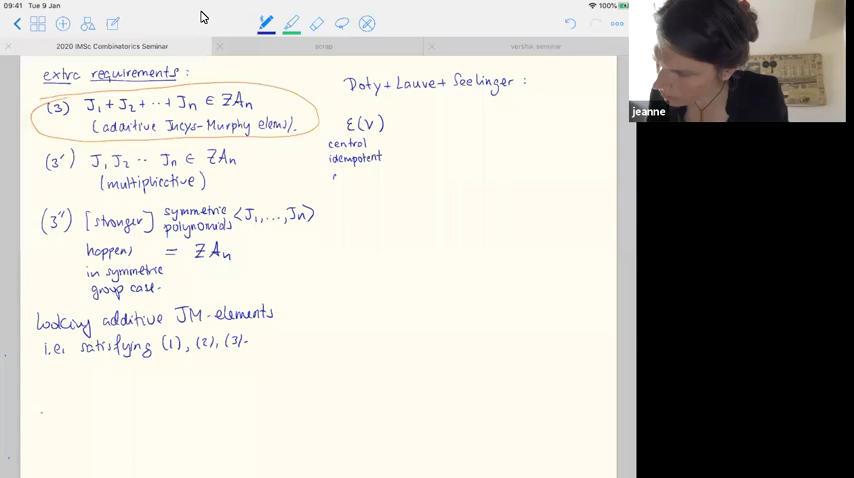 09:41 Tue 9 Jan
100%
2020 IMSc Combinatorics Seminar
scrap
vershik seminar
jeanne
extra requirements :
(3) J1 + J2 + ... + Jn ∈ ZAn
(additive Jucys-Murphy elems).
(3') J1 J2 ... Jn ∈ ZAn
(multiplicative)
(3'') [stronger] symmetric polynomials <J1, ..., Jn>
happens = ZAn
in symmetric
group case.
Looking additive JM-elements
i.e. satisfying (1), (2), (3).
Doty + Lauve + Seelinger :
ε(V)
central
idempotent